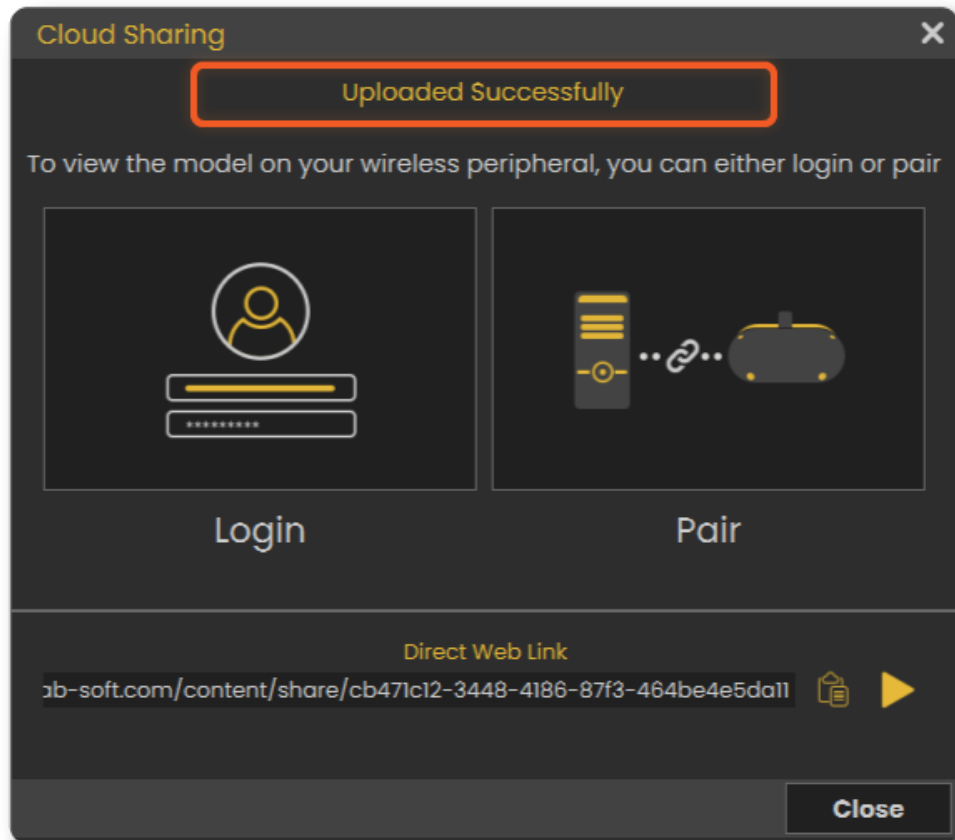 Cloud Sharing
Uploaded Successfully
To view the model on your wireless peripheral, you can either login or pair
*********
Login
Pair
Direct Web Link
ab-soft.com/content/share/cb471c12-3448-4186-87f3-464be4e5da11
Close